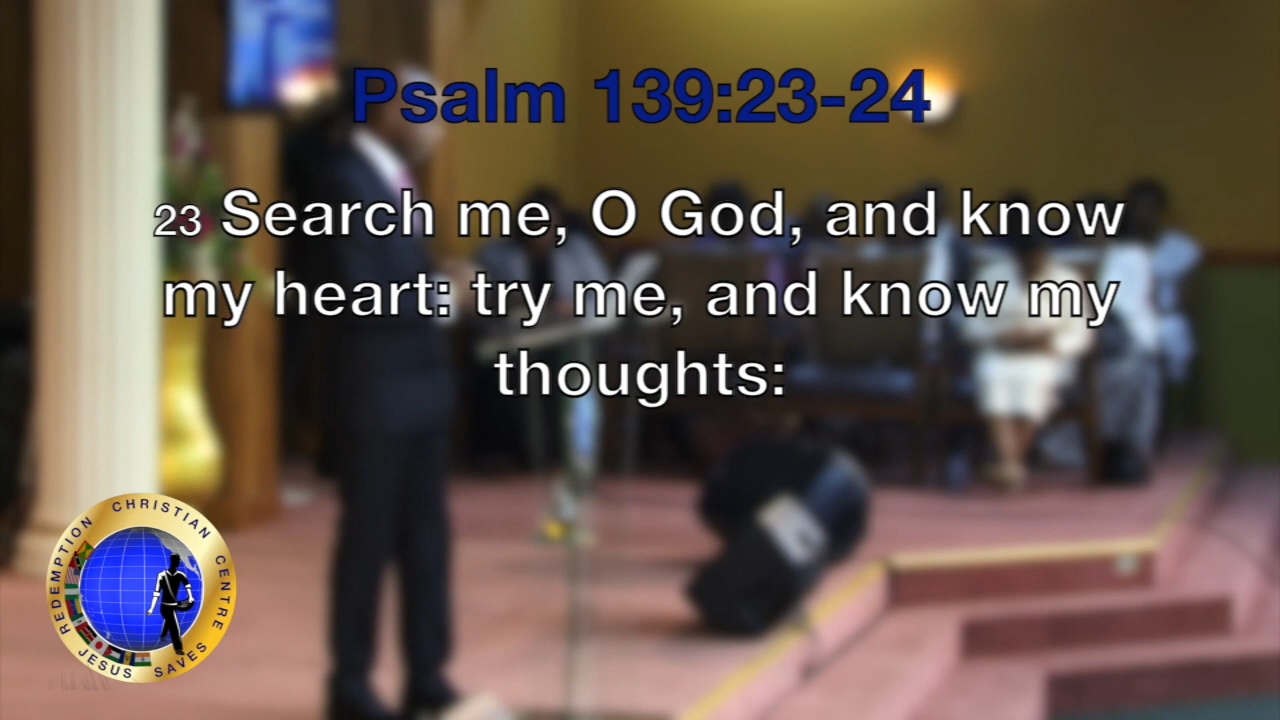 Psalm 139:23-24
23 Search me, O God, and know
my heart: try me, and know my
thoughts:
REDEMPTION CHRISTIAN CENTRE
JESUS SAVES